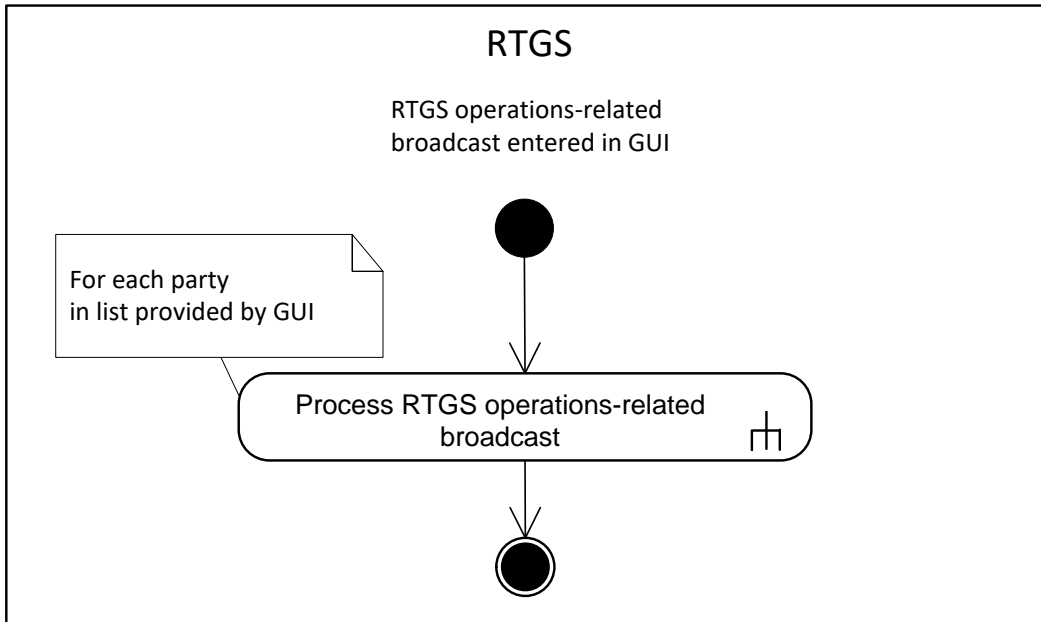 RTGS
RTGS operations-related
broadcast entered in GUI
For each party
in list provided by GUI
Process RTGS operations-related
broadcast